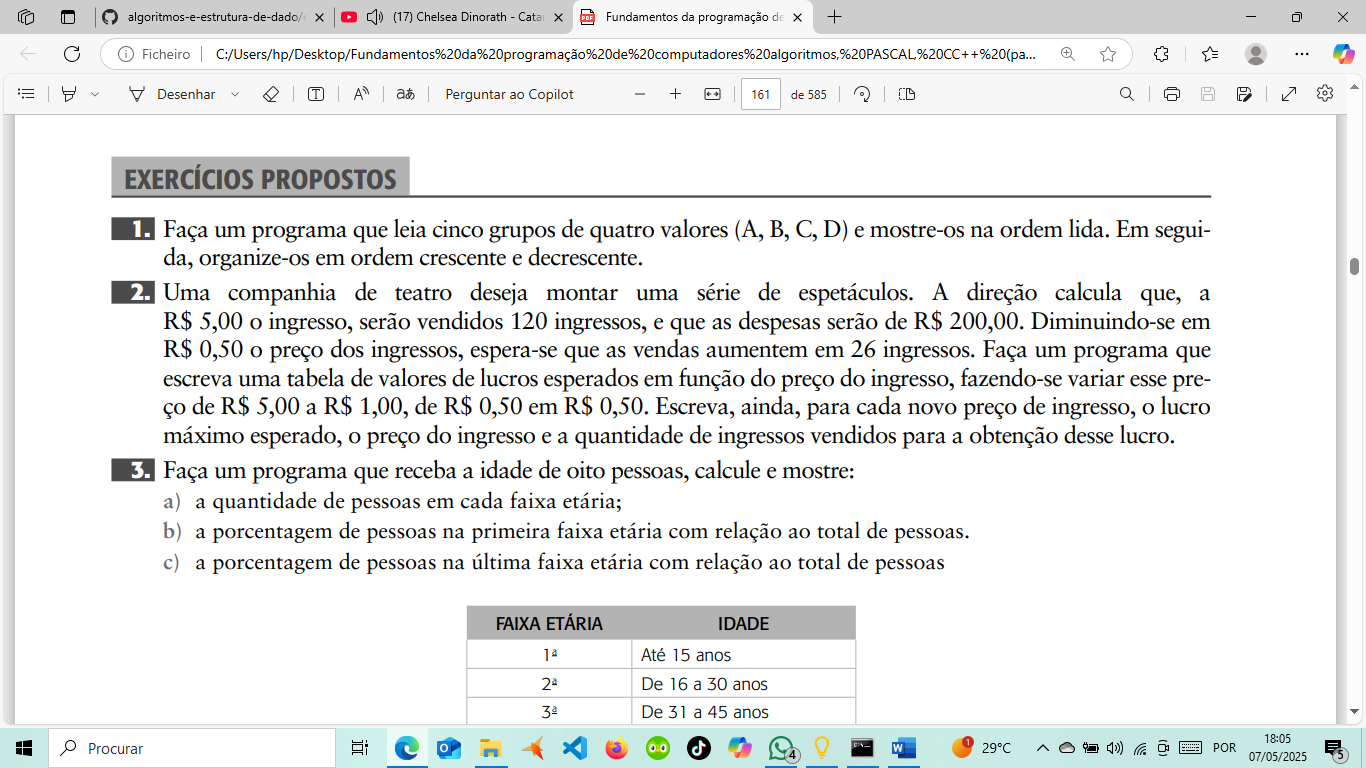 algoritmos-e-estrutura-de-dado/
(17) Chelsea Dinorath - Cata
Fundamentos da programação de
Ficheiro
C:/Users/hp/Desktop/Fundamentos%20da%20programação%20de%20computadores%20algoritmos,%20PASCAL,%20CC++%20(pa...
Desenhar
Perguntar ao Copilot
161 de 585
EXERCÍCIOS PROPOSTOS
1. Faça um programa que leia cinco grupos de quatro valores (A, B, C, D) e mostre-os na ordem lida. Em segui-
da, organize-os em ordem crescente e decrescente.
2. Uma companhia de teatro deseja montar uma série de espetáculos. A direção calcula que, a
R$ 5,00 o ingresso, serão vendidos 120 ingressos, e que as despesas serão de R$ 200,00. Diminuindo-se em
R$ 0,50 o preço dos ingressos, espera-se que as vendas aumentem em 26 ingressos. Faça um programa que
escreva uma tabela de valores de lucros esperados em função do preço do ingresso, fazendo-se variar esse pre-
ço de R$ 5,00 a R$ 1,00, de R$ 0,50 em R$ 0,50. Escreva, ainda, para cada novo preço de ingresso, o lucro
máximo esperado, o preço do ingresso e a quantidade de ingressos vendidos para a obtenção desse lucro.
3. Faça um programa que receba a idade de oito pessoas, calcule e mostre:
a) a quantidade de pessoas em cada faixa etária;
b) a porcentagem de pessoas na primeira faixa etária com relação ao total de pessoas.
c) a porcentagem de pessoas na última faixa etária com relação ao total de pessoas
FAIXA ETÁRIA IDADE
1ª Até 15 anos
2ª De 16 a 30 anos
3ª De 31 a 45 anos
Procurar
4
1
29°C
POR
18:05
07/05/2025
5